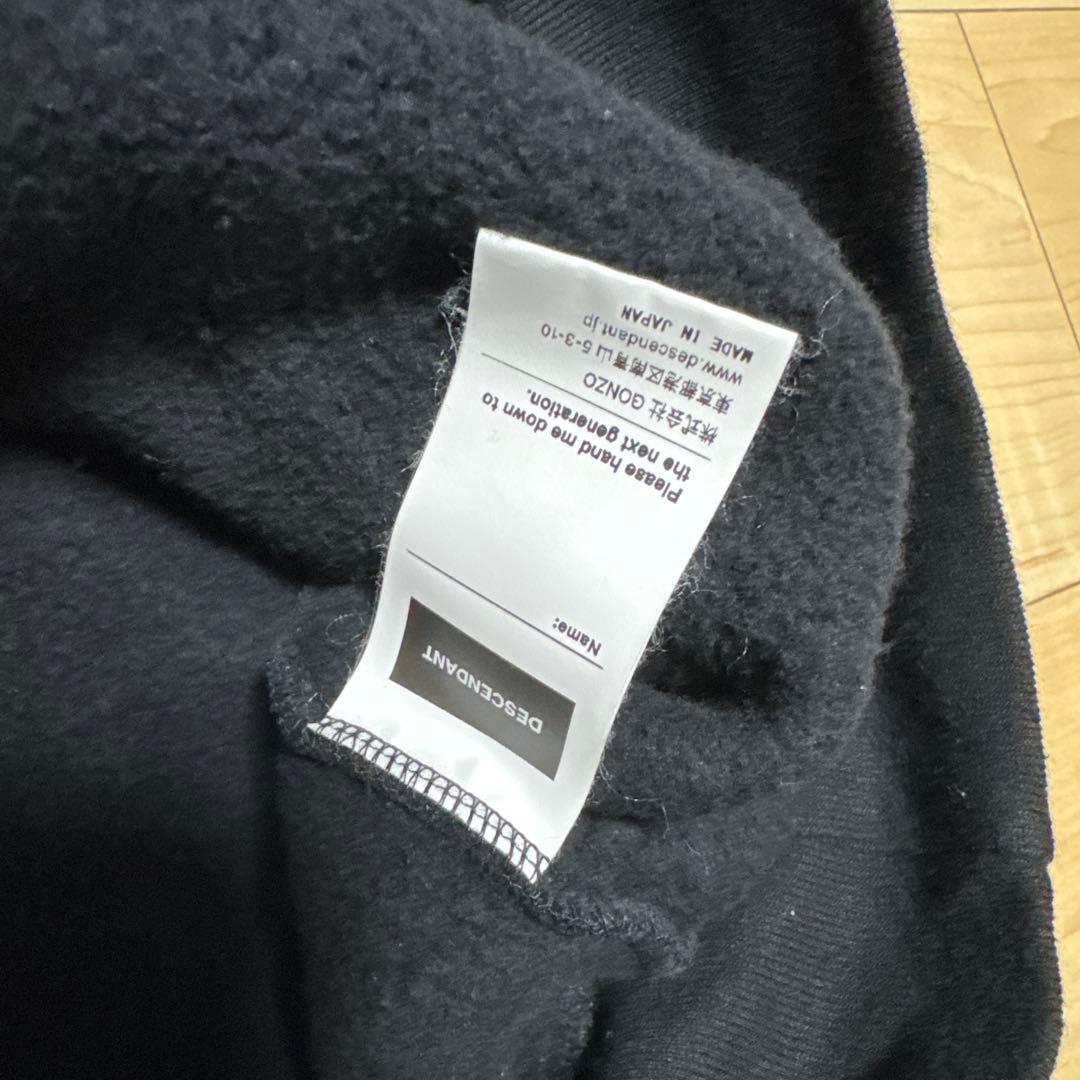 DESCENDANT
Name:
Please hand me down to
the next generation.
株式会社 GONZO
東京都港区南青山 5-3-10
www.descendant.jp
MADE IN JAPAN